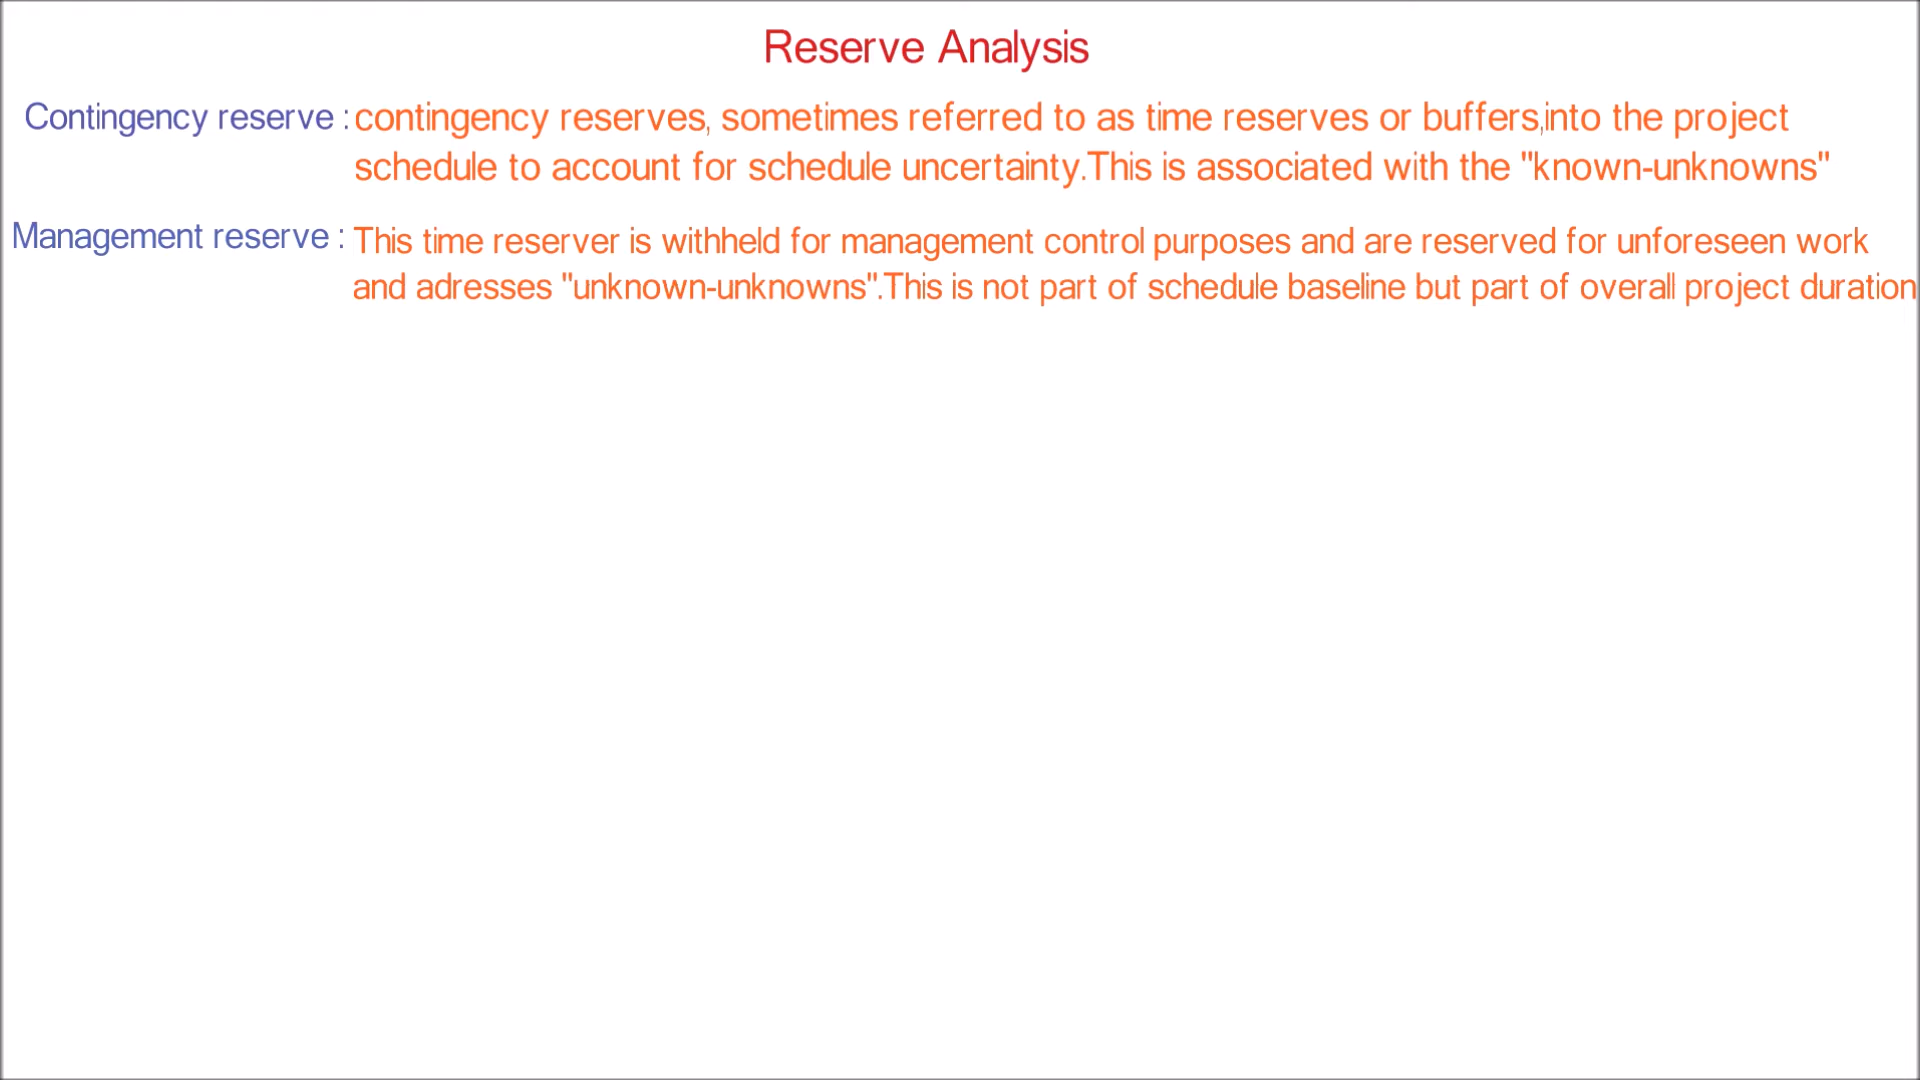 Reserve Analysis
Contingency reserve : contingency reserves, sometimes referred to as time reserves or buffers,into the project
schedule to account for schedule uncertainty.This is associated with the "known-unknowns"
Management reserve : This time reserver is withheld for management control purposes and are reserved for unforeseen work
and adresses "unknown-unknowns".This is not part of schedule baseline but part of overall project duration